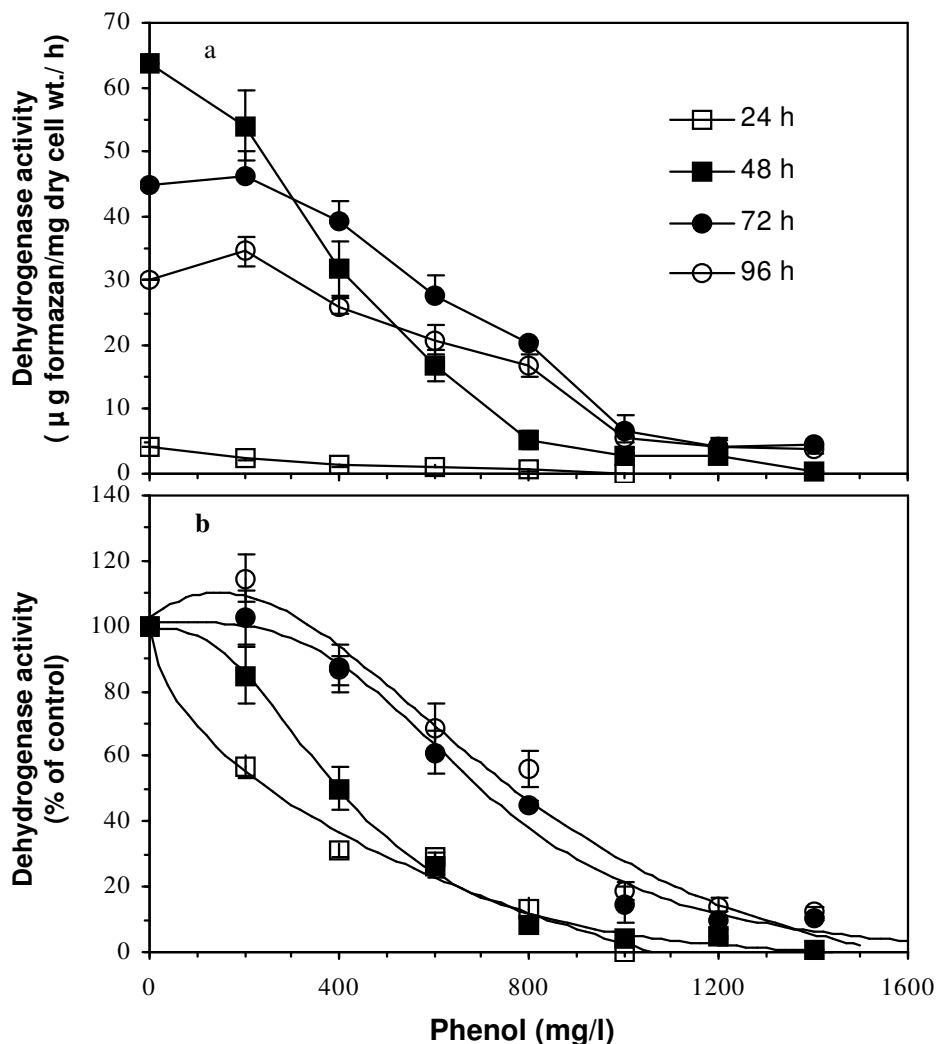 70
60
50
40
30
20
10
0
Dehydrogenase activity
( µ g formazan/mg dry cell wt./ h)
a
24 h
48 h
72 h
96 h
140
120
100
80
60
40
20
0
Dehydrogenase activity
(% of control)
b
0 400 800 1200 1600
Phenol (mg/l)